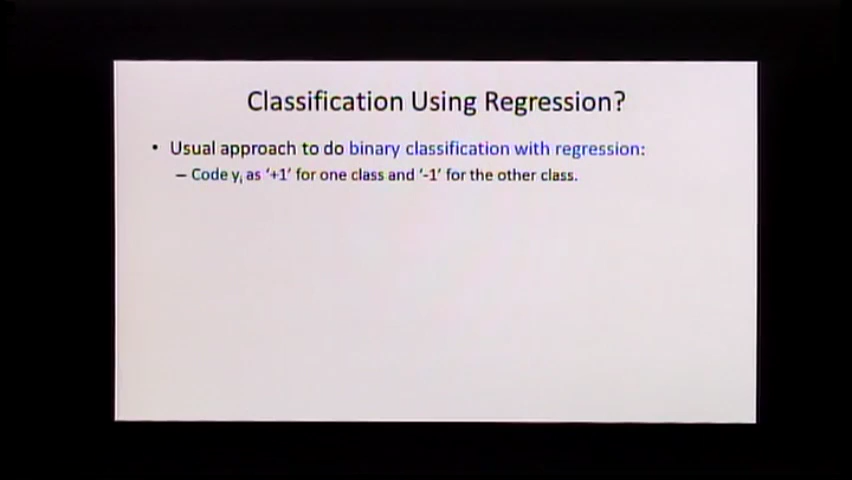 Classification Using Regression?
• Usual approach to do binary classification with regression:
– Code yᵢ as ‘+1’ for one class and ‘-1’ for the other class.